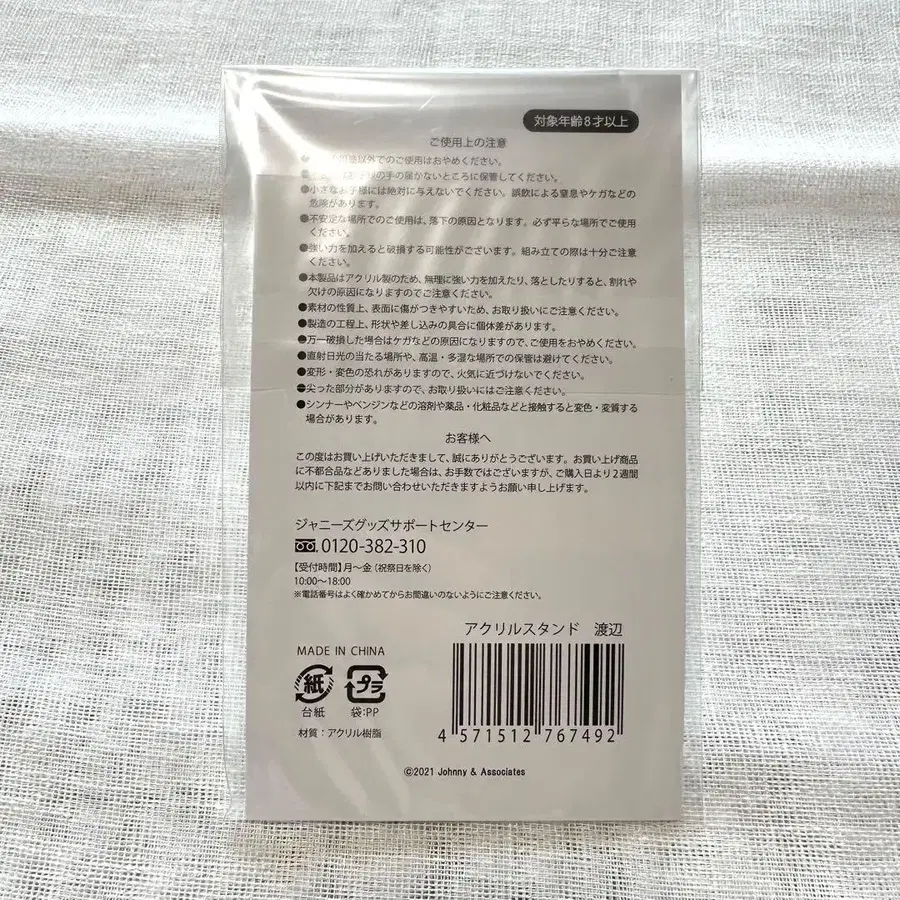 対象年齢8才以上
ご使用上の注意
以外でのご使用はおやめください。
の手の届かないところに保管してください。
●小さなお子様には絶対に与えないでください。誤飲による窒息やケガなどの
危険があります。
●不安定な場所でのご使用は、落下の原因となります。必ず平らな場所でご使用
ください。
●強い力を加えると破損する可能性がございます。組み立ての際は十分ご注意
ください。
●本製品はアクリル製のため、無理に強い力を加えたり、落としたりすると、割れや
欠けの原因になりますのでご注意ください。
●素材の性質上、表面に傷がつきやすいため、お取り扱いにご注意ください。
●製造の工程上、形状や差し込みの具合に個体差があります。
●万一破損した場合はケガなどの原因になりますので、ご使用をおやめください。
●直射日光の当たる場所や、高温・多湿な場所での保管は避けてください。
●変形・変色の恐れがありますので、火気に近づけないでください。
●尖った部分がありますので、お取り扱いにはご注意ください。
●シンナーやベンジンなどの溶剤や薬品・化粧品などと接触すると変色・変質する
場合があります。
お客様へ
この度はお買い上げいただきまして、誠にありがとうございます。お買い上げ商品
に不都合品などありました場合は、お手数ではございますが、ご購入日より2週間
以内に下記までお問い合わせいただきますようお願い申し上げます。
ジャニーズグッズサポートセンター
0120-382-310
【受付時間】月～金（祝祭日を除く）
10:00～18:00
※電話番号はよく確かめてからお間違いのないようにご注意ください。
アクリルスタンド 渡辺
MADE IN CHINA
紙 プラ
台紙 袋:PP
材質：アクリル樹脂
4 571512 767492
©2021 Johnny & Associates